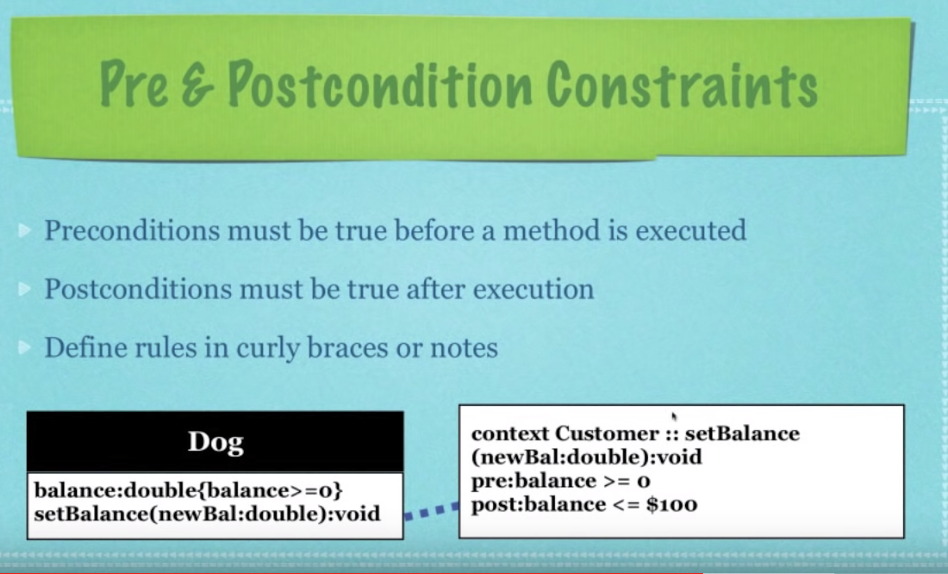 Pre & Postcondition Constraints
Preconditions must be true before a method is executed
Postconditions must be true after execution
Define rules in curly braces or notes
Dog
balance:double{balance>=0}
setBalance(newBal:double):void
context Customer :: setBalance
(newBal:double):void
pre:balance >= 0
post:balance <= $100